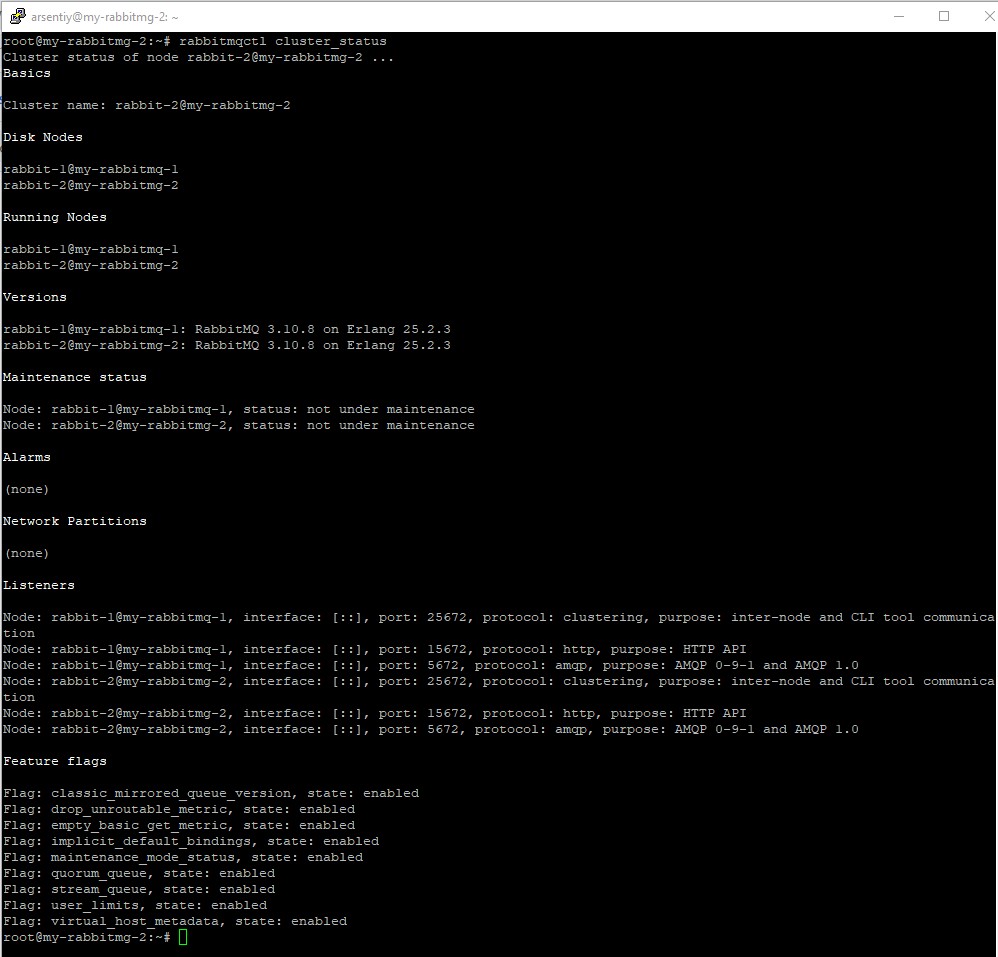 arsentiy@my-rabbitmg-2: ~
root@my-rabbitmg-2:~# rabbitmqctl cluster_status
Cluster status of node rabbit-2@my-rabbitmg-2 ...
Basics
Cluster name: rabbit-2@my-rabbitmg-2
Disk Nodes
rabbit-1@my-rabbitmq-1
rabbit-2@my-rabbitmg-2
Running Nodes
rabbit-1@my-rabbitmq-1
rabbit-2@my-rabbitmg-2
Versions
rabbit-1@my-rabbitmq-1: RabbitMQ 3.10.8 on Erlang 25.2.3
rabbit-2@my-rabbitmg-2: RabbitMQ 3.10.8 on Erlang 25.2.3
Maintenance status
Node: rabbit-1@my-rabbitmq-1, status: not under maintenance
Node: rabbit-2@my-rabbitmg-2, status: not under maintenance
Alarms
(none)
Network Partitions
(none)
Listeners
Node: rabbit-1@my-rabbitmq-1, interface: [::], port: 25672, protocol: clustering, purpose: inter-node and CLI tool communica
tion
Node: rabbit-1@my-rabbitmq-1, interface: [::], port: 15672, protocol: http, purpose: HTTP API
Node: rabbit-1@my-rabbitmq-1, interface: [::], port: 5672, protocol: amqp, purpose: AMQP 0-9-1 and AMQP 1.0
Node: rabbit-2@my-rabbitmg-2, interface: [::], port: 25672, protocol: clustering, purpose: inter-node and CLI tool communica
tion
Node: rabbit-2@my-rabbitmg-2, interface: [::], port: 15672, protocol: http, purpose: HTTP API
Node: rabbit-2@my-rabbitmg-2, interface: [::], port: 5672, protocol: amqp, purpose: AMQP 0-9-1 and AMQP 1.0
Feature flags
Flag: classic_mirrored_queue_version, state: enabled
Flag: drop_unroutable_metric, state: enabled
Flag: empty_basic_get_metric, state: enabled
Flag: implicit_default_bindings, state: enabled
Flag: maintenance_mode_status, state: enabled
Flag: quorum_queue, state: enabled
Flag: stream_queue, state: enabled
Flag: user_limits, state: enabled
Flag: virtual_host_metadata, state: enabled
root@my-rabbitmg-2:~#